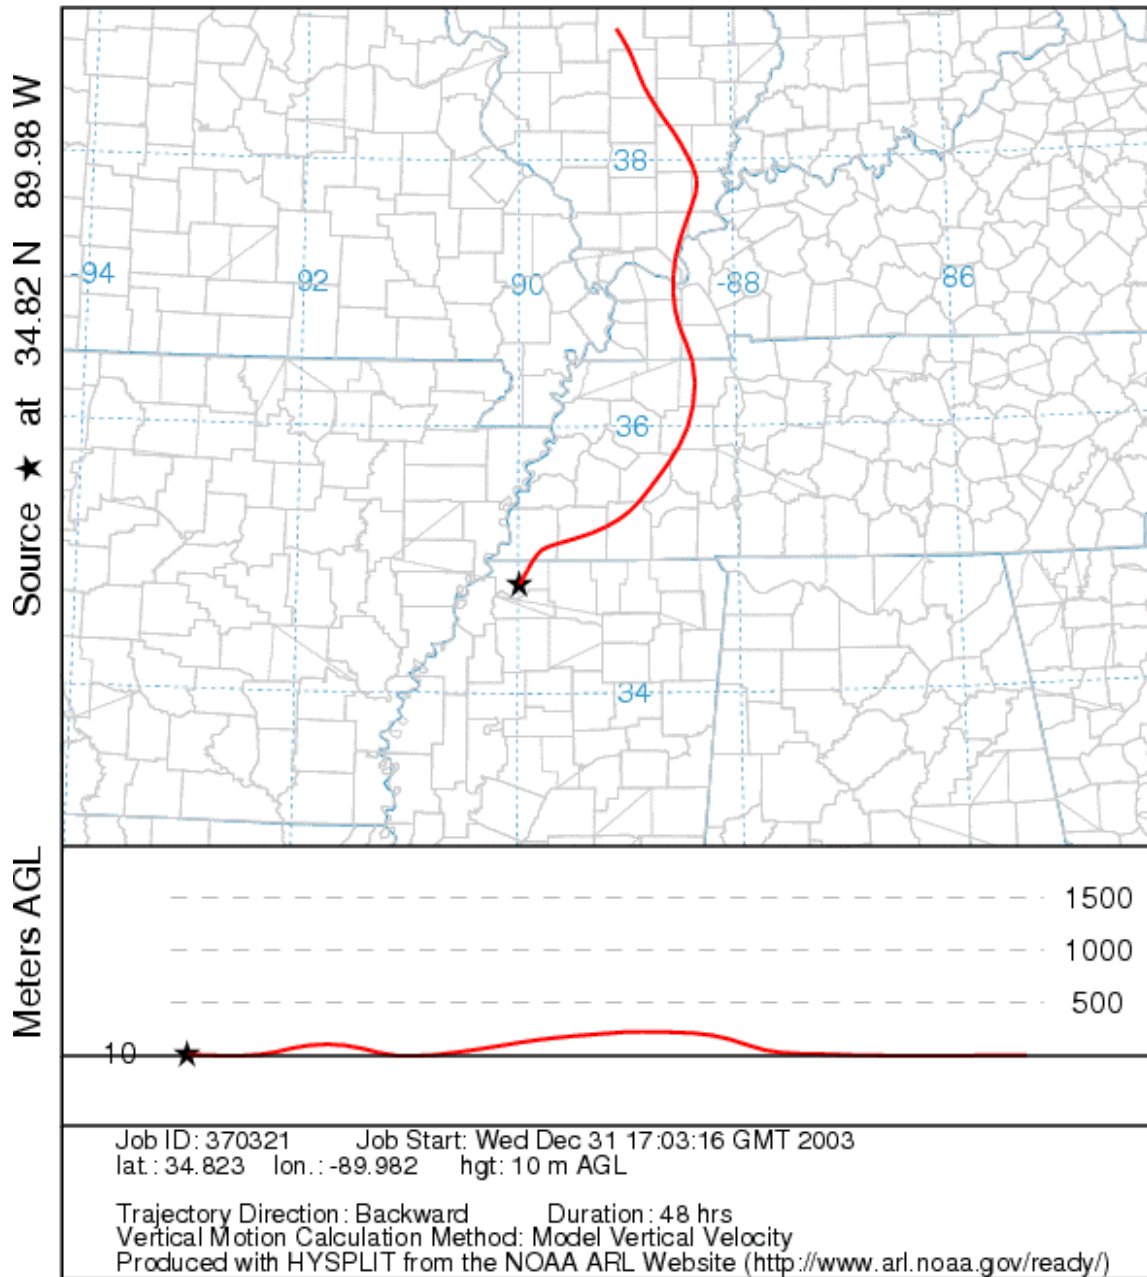 Source ★ at 34.82 N 89.98 W
38
-94
92
90
-88
86
36
34
Meters AGL
1500
1000
500
10
Job ID: 370321 Job Start: Wed Dec 31 17:03:16 GMT 2003
lat.: 34.823 lon.: -89.982 hgt: 10 m AGL
Trajectory Direction: Backward Duration: 48 hrs
Vertical Motion Calculation Method: Model Vertical Velocity
Produced with HYSPLIT from the NOAA ARL Website (http://www.arl.noaa.gov/ready/)